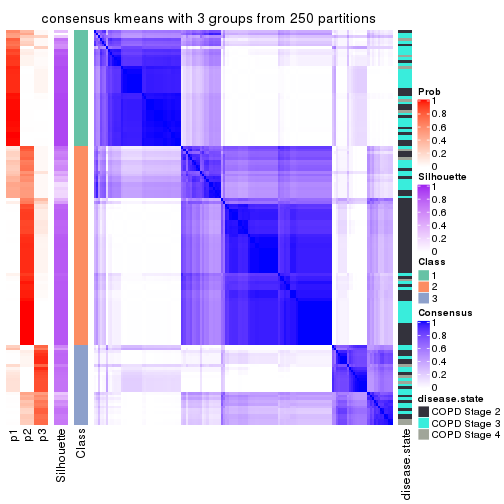 consensus kmeans with 3 groups from 250 partitions
Prob
1
0.8
0.6
0.4
0.2
0
Silhouette
1
0.8
0.6
0.4
0.2
0
Class
1
2
3
Consensus
1
0.8
0.6
0.4
0.2
0
disease.state
COPD Stage 2
COPD Stage 3
COPD Stage 4
p1
p2
p3
Silhouette
Class
disease.state